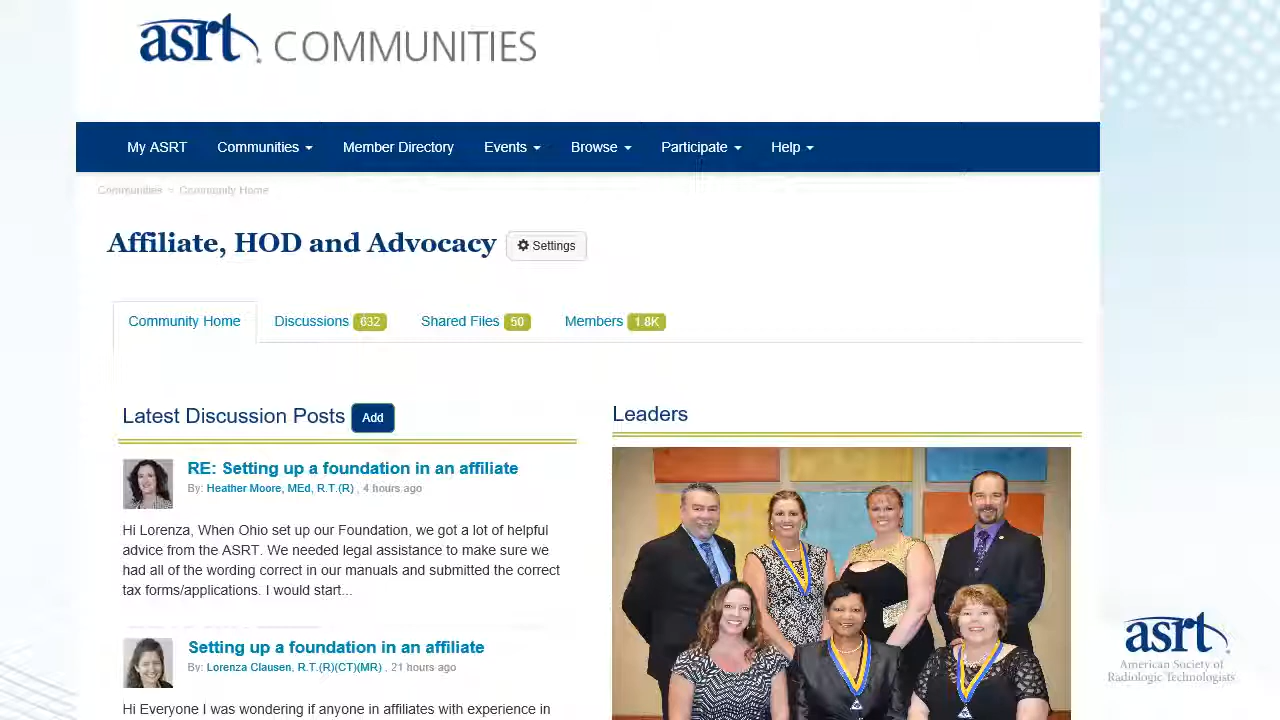 asrt COMMUNITIES
My ASRT Communities Member Directory Events Browse Participate Help
Communities Community Home
Affiliate, HOD and Advocacy Settings
Community Home Discussions 632 Shared Files 50 Members 1.8K
Latest Discussion Posts Add
RE: Setting up a foundation in an affiliate
By: Heather Moore, MEd, R.T.(R) , 4 hours ago
Hi Lorenza, When Ohio set up our Foundation, we got a lot of helpful
advice from the ASRT. We needed legal assistance to make sure we
had all of the wording correct in our manuals and submitted the correct
tax forms/applications. I would start...
Setting up a foundation in an affiliate
By: Lorenza Clausen, R.T.(R)(CT)(MR) , 21 hours ago
Hi Everyone I was wondering if anyone in affiliates with experience in
Leaders
asrt
American Society of
Radiologic Technologists